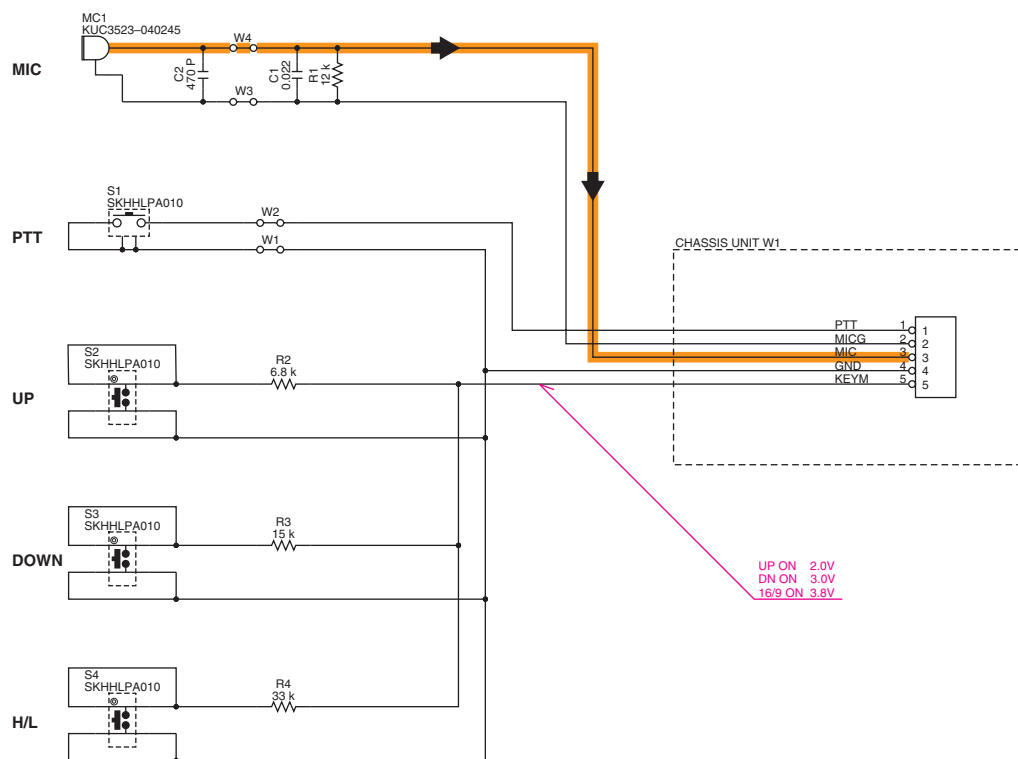 MC1
KUC3523–040245
MIC
W4
C2
470 P
C1
0.022
R1
12 k
W3
S1
SKHHLPA010
PTT
W2
W1
CHASSIS UNIT W1
PTT 1 1
MICG 2 2
MIC 3 3
GND 4 4
KEYM 5 5
S2
SKHHLPA010
UP
R2
6.8 k
S3
SKHHLPA010
DOWN
R3
15 k
UP ON 2.0V
DN ON 3.0V
16/9 ON 3.8V
S4
SKHHLPA010
H/L
R4
33 k